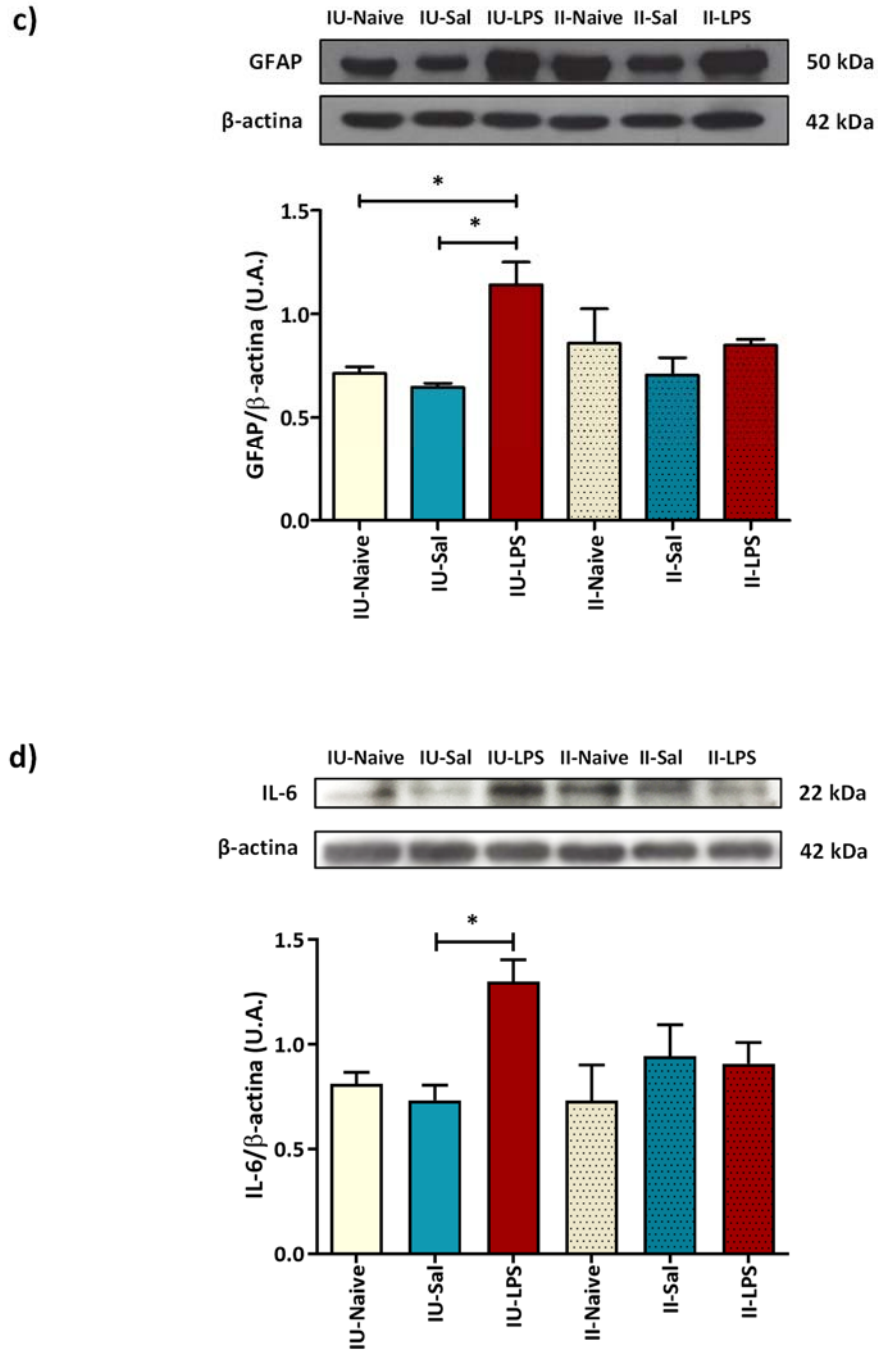 c)
IU-Naive IU-Sal IU-LPS II-Naive II-Sal II-LPS
GFAP 50 kDa
β-actina 42 kDa
*
*
GFAP/β-actina (U.A.)
1.5
1.0
0.5
0.0
IU-Naive
IU-Sal
IU-LPS
II-Naive
II-Sal
II-LPS
d)
IU-Naive IU-Sal IU-LPS II-Naive II-Sal II-LPS
IL-6 22 kDa
β-actina 42 kDa
*
IL-6/β-actina (U.A.)
1.5
1.0
0.5
0.0
IU-Naive
IU-Sal
IU-LPS
II-Naive
II-Sal
II-LPS